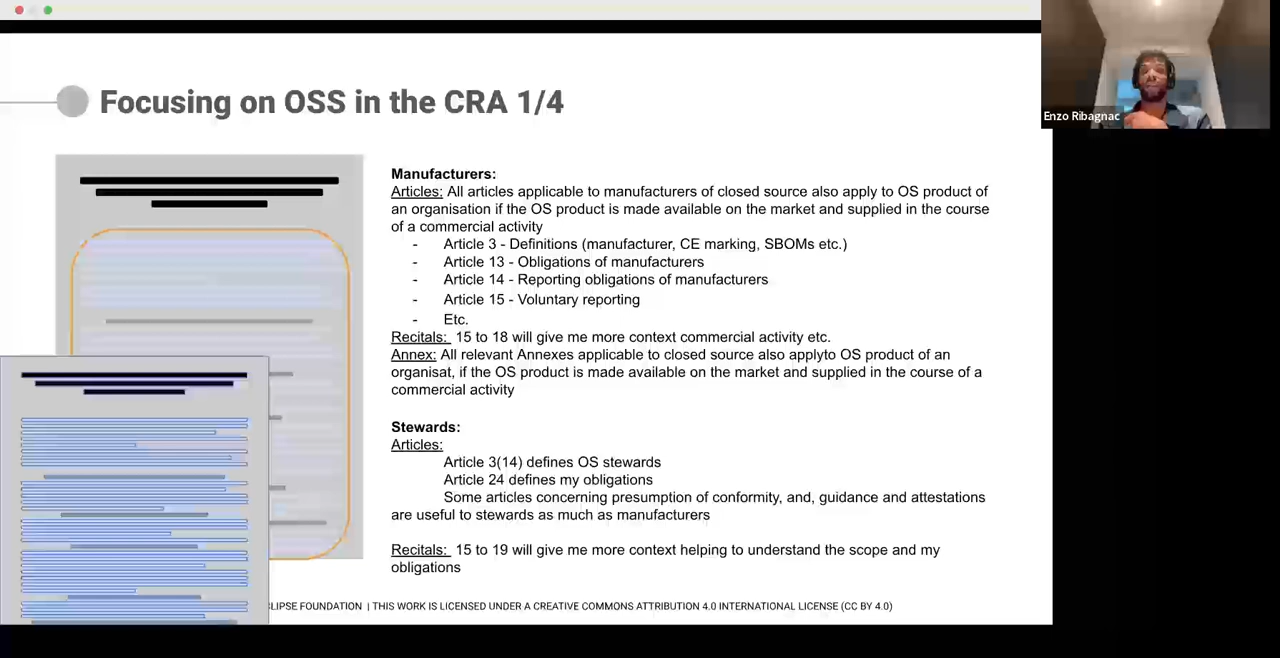 Enzo Ribagnac
Focusing on OSS in the CRA 1/4
Manufacturers:
Articles: All articles applicable to manufacturers of closed source also apply to OS product of
an organisation if the OS product is made available on the market and supplied in the course
of a commercial activity
- Article 3 - Definitions (manufacturer, CE marking, SBOMs etc.)
- Article 13 - Obligations of manufacturers
- Article 14 - Reporting obligations of manufacturers
- Article 15 - Voluntary reporting
- Etc.
Recitals: 15 to 18 will give me more context commercial activity etc.
Annex: All relevant Annexes applicable to closed source also applyto OS product of an
organisat, if the OS product is made available on the market and supplied in the course of a
commercial activity
Stewards:
Articles:
Article 3(14) defines OS stewards
Article 24 defines my obligations
Some articles concerning presumption of conformity, and, guidance and attestations
are useful to stewards as much as manufacturers
Recitals: 15 to 19 will give me more context helping to understand the scope and my
obligations
CLIPSE FOUNDATION | THIS WORK IS LICENSED UNDER A CREATIVE COMMONS ATTRIBUTION 4.0 INTERNATIONAL LICENSE (CC BY 4.0)